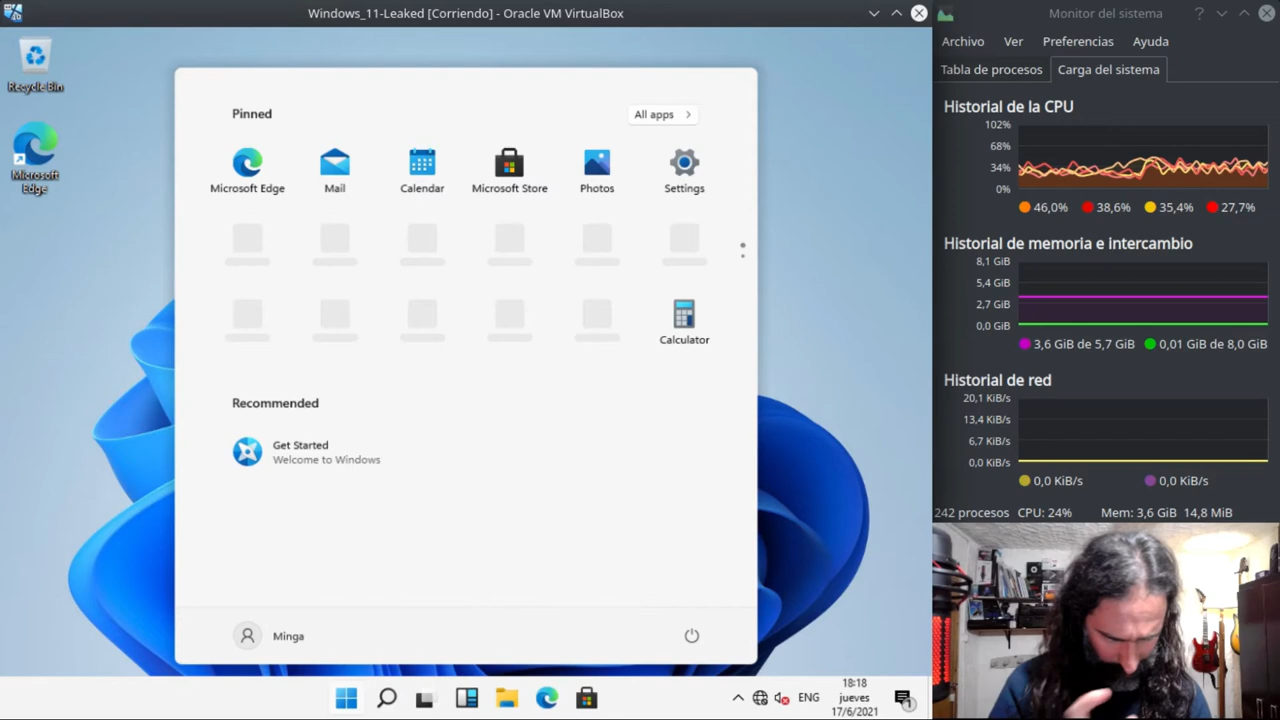 Windows_11-Leaked [Corriendo] - Oracle VM VirtualBox
Recycle Bin
Microsoft
Edge
Pinned
All apps
Microsoft Edge
Mail
Calendar
Microsoft Store
Photos
Settings
Calculator
Recommended
Get Started
Welcome to Windows
Minga
ENG
18:18
jueves
17/6/2021
1
Monitor del sistema
Archivo Ver Preferencias Ayuda
Tabla de procesos Carga del sistema
Historial de la CPU
102%
68%
34%
0%
46,0% 38,6% 35,4% 27,7%
Historial de memoria e intercambio
8,1 GiB
5,4 GiB
2,7 GiB
0,0 GiB
3,6 GiB de 5,7 GiB 0,01 GiB de 8,0 GiB
Historial de red
20,1 KiB/s
13,4 KiB/s
6,7 KiB/s
0,0 KiB/s
0,0 KiB/s 0,0 KiB/s
242 procesos CPU: 24% Mem: 3,6 GiB 14,8 MiB